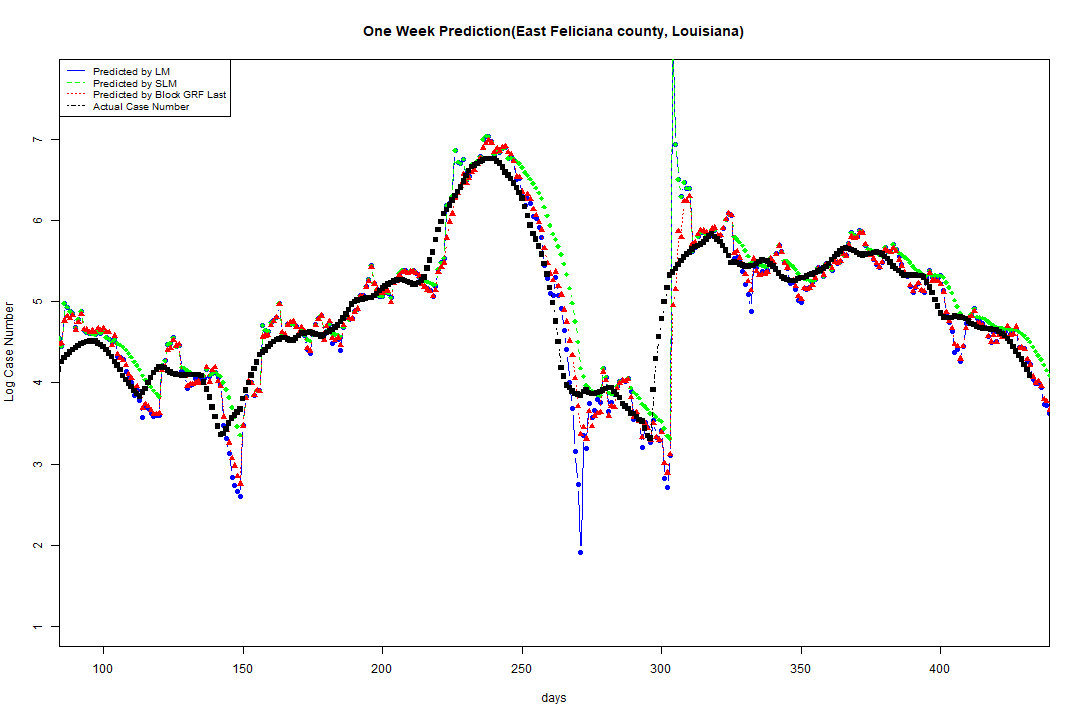 One Week Prediction(East Feliciana county, Louisiana)
Predicted by LM
Predicted by SLM
Predicted by Block GRF Last
Actual Case Number
Log Case Number
7
6
5
4
3
2
1
100 150 200 250 300 350 400
days